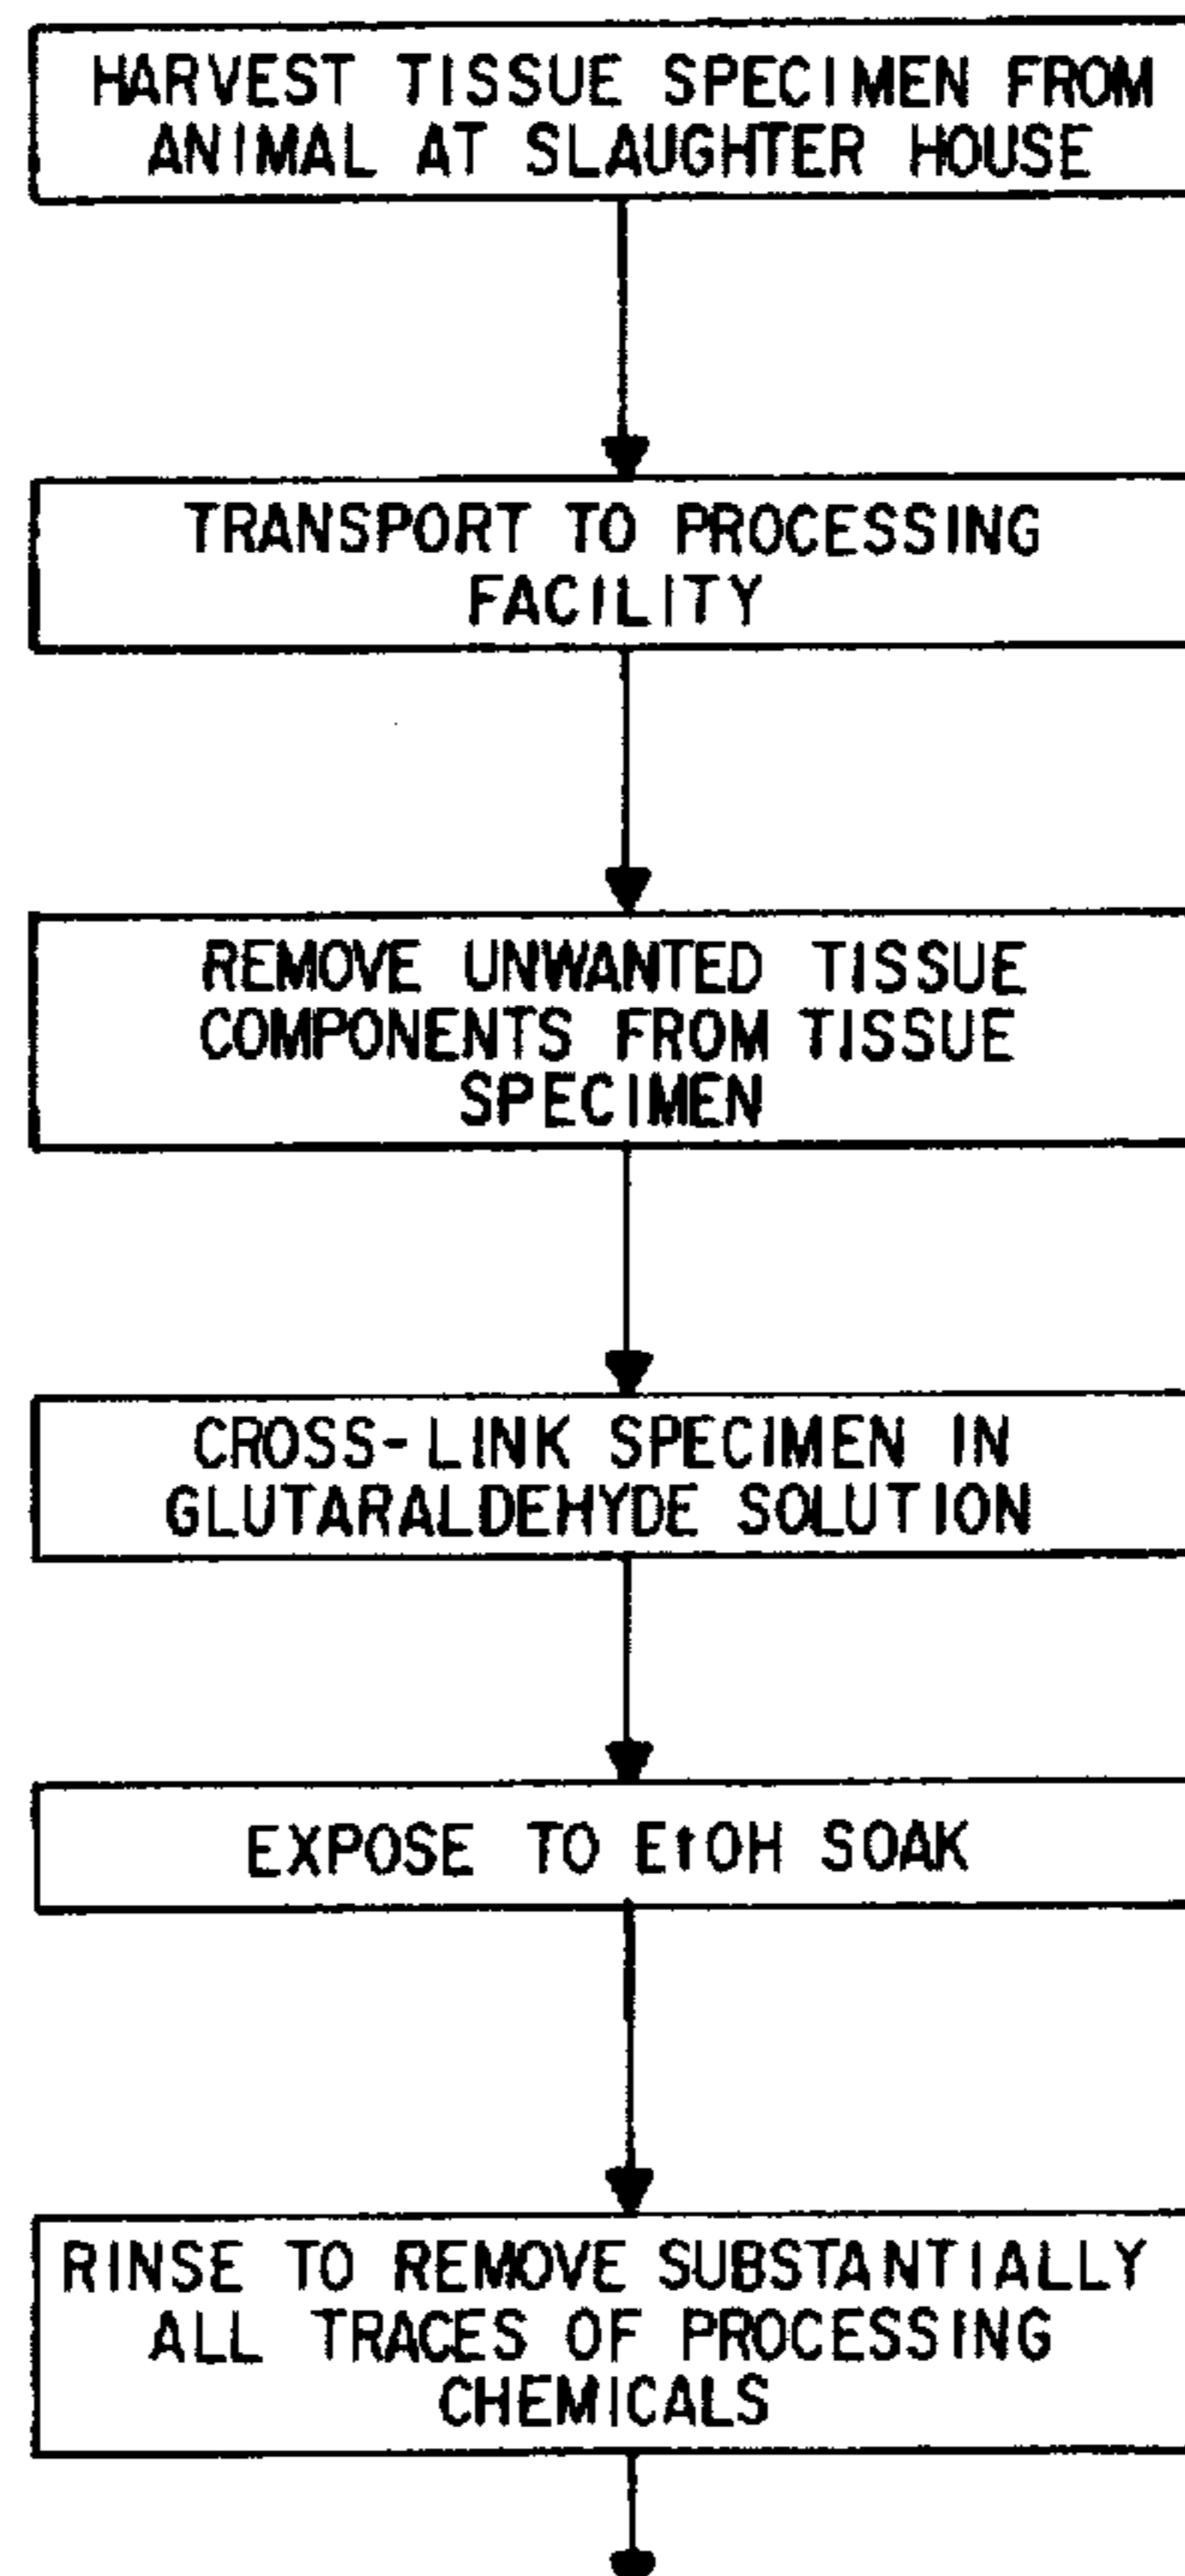 HARVEST TISSUE SPECIMEN FROM
ANIMAL AT SLAUGHTER HOUSE
TRANSPORT TO PROCESSING
FACILITY
REMOVE UNWANTED TISSUE
COMPONENTS FROM TISSUE
SPECIMEN
CROSS-LINK SPECIMEN IN
GLUTARALDEHYDE SOLUTION
EXPOSE TO EtOH SOAK
RINSE TO REMOVE SUBSTANTIALLY
ALL TRACES OF PROCESSING
CHEMICALS